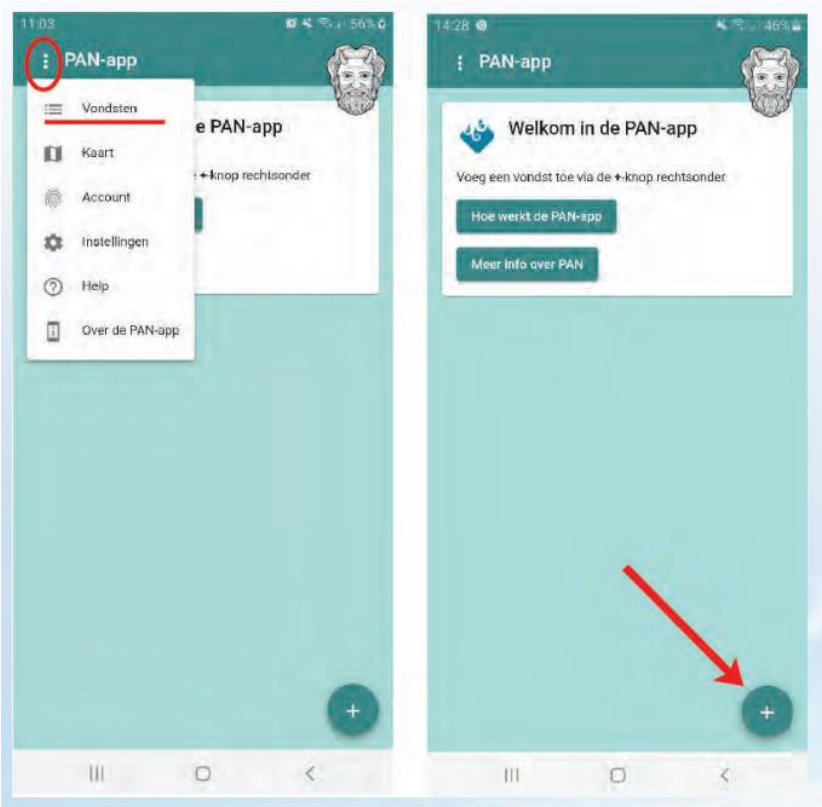 11:03
56%
PAN-app
Vondsten
Kaart
Account
Instellingen
Help
Over de PAN-app
e PAN-app
+-knop rechtsonder
+
14:28
46%
PAN-app
Welkom in de PAN-app
Voeg een vondst toe via de +-knop rechtsonder
Hoe werkt de PAN-app
Meer info over PAN
+